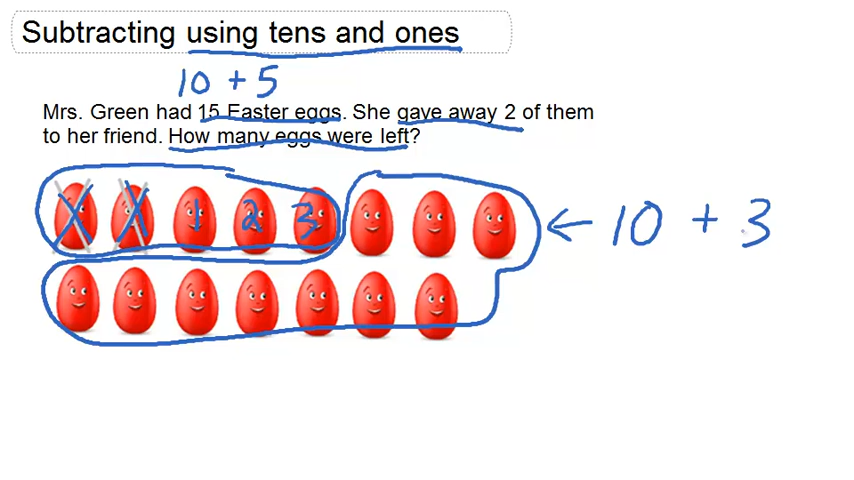 Subtracting using tens and ones
10 + 5
Mrs. Green had 15 Easter eggs. She gave away 2 of them
to her friend. How many eggs were left?
X X 1 2 3
10 + 3